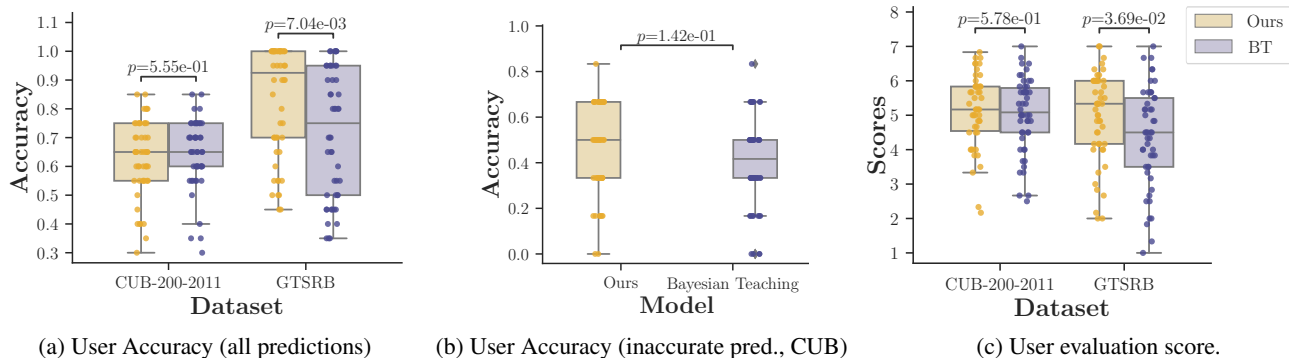 p=5.55e-01
p=7.04e-03
1.1
1.0
0.9
0.8
0.7
0.6
0.5
0.4
0.3
Accuracy
CUB-200-2011 GTSRB
Dataset
(a) User Accuracy (all predictions)
p=1.42e-01
1.0
0.8
0.6
0.4
0.2
0.0
Accuracy
Ours Bayesian Teaching
Model
(b) User Accuracy (inaccurate pred., CUB)
p=5.78e-01 p=3.69e-02
8
7
6
5
4
3
2
1
Scores
CUB-200-2011 GTSRB
Dataset
(c) User evaluation score.
Ours
BT